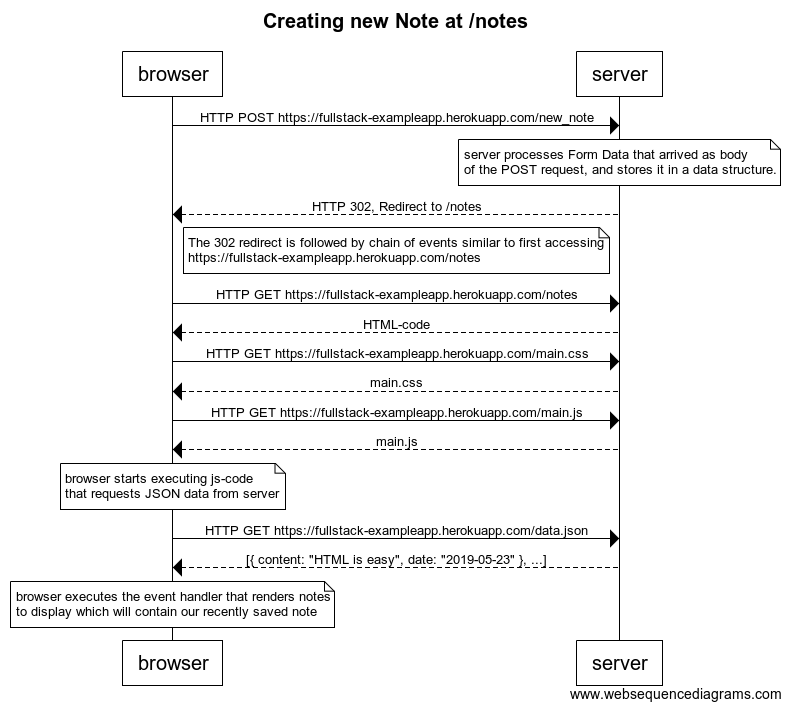 Creating new Note at /notes
browser
server
HTTP POST https://fullstack-exampleapp.herokuapp.com/new_note
server processes Form Data that arrived as body
of the POST request, and stores it in a data structure.
HTTP 302, Redirect to /notes
The 302 redirect is followed by chain of events similar to first accessing
https://fullstack-exampleapp.herokuapp.com/notes
HTTP GET https://fullstack-exampleapp.herokuapp.com/notes
HTML-code
HTTP GET https://fullstack-exampleapp.herokuapp.com/main.css
main.css
HTTP GET https://fullstack-exampleapp.herokuapp.com/main.js
main.js
browser starts executing js-code
that requests JSON data from server
HTTP GET https://fullstack-exampleapp.herokuapp.com/data.json
[{ content: "HTML is easy", date: "2019-05-23" }, ...]
browser executes the event handler that renders notes
to display which will contain our recently saved note
browser
server
www.websequencediagrams.com